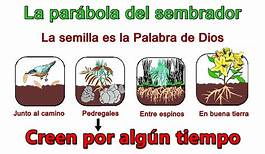 La parábola del sembrador
La semilla es la Palabra de Dios
Junto al camino
Pedregales
Entre espinos
En buena tierra
Creen por algún tiempo